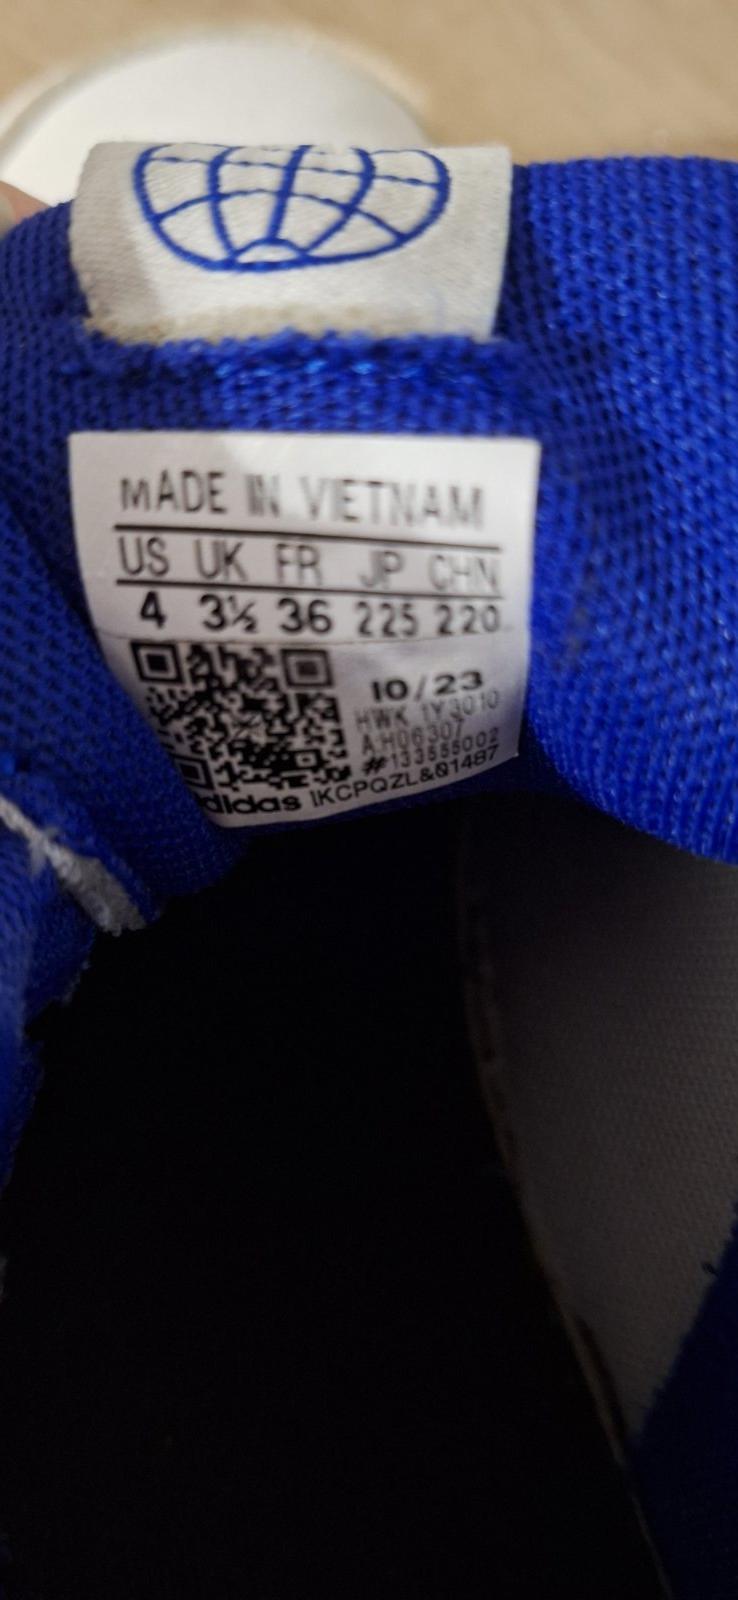 MADE IN VIETNAM
US UK FR JP CHN
4 3½ 36 225 220
10/23
HWK 1Y3010
A.H06307
#133555002
adidas IKCPQZL&01487